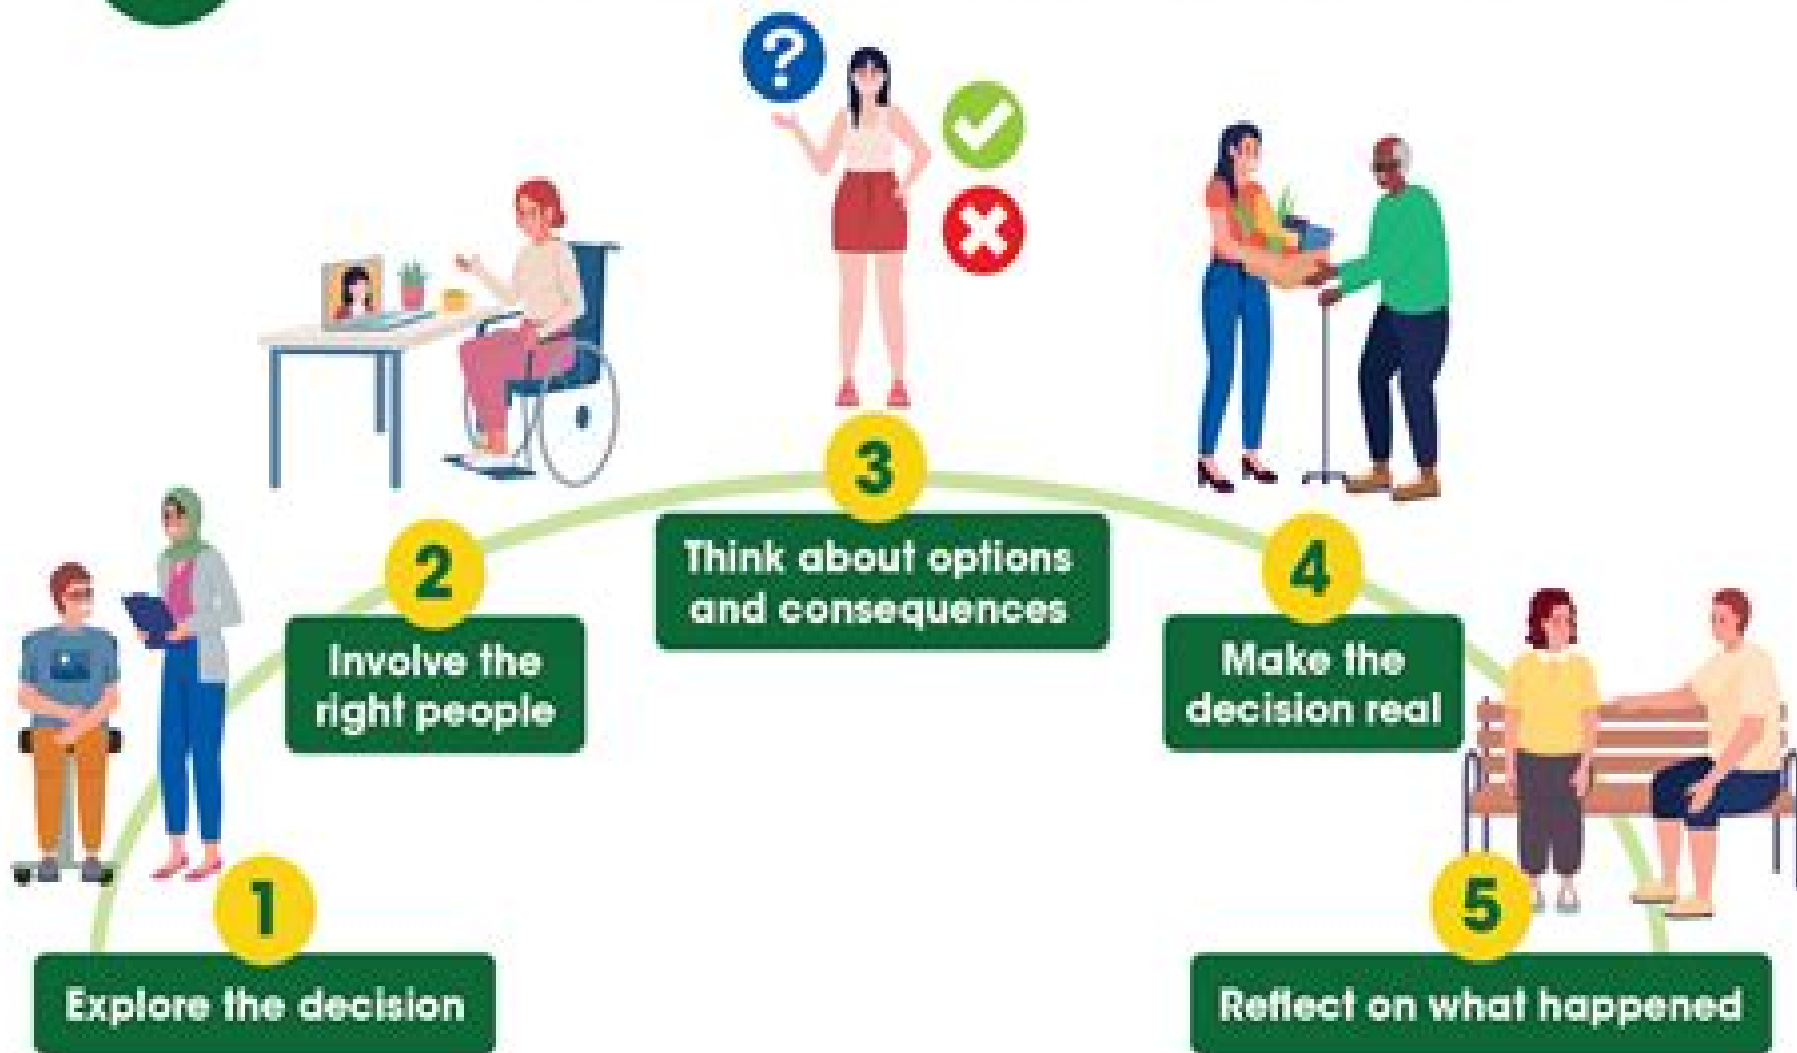 ?
1
Explore the decision
2
Involve the
right people
3
Think about options
and consequences
4
Make the
decision real
5
Reflect on what happened